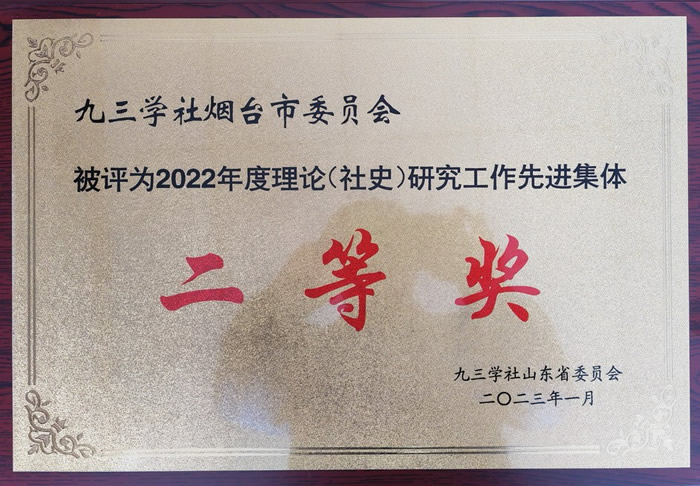 九三学社烟台市委员会
被评为2022年度理论(社史)研究工作先进集体
二等奖
九三学社山东省委员会
二〇二三年一月